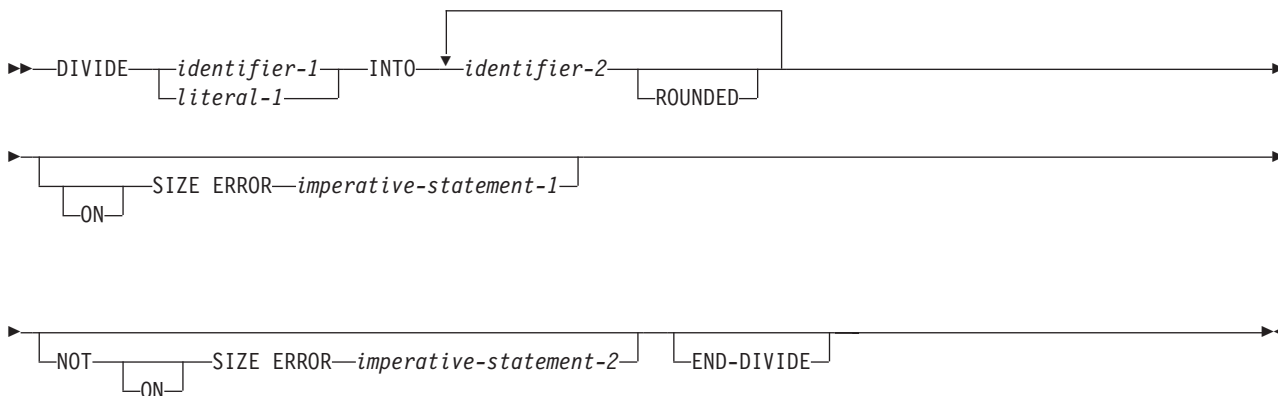 DIVIDE identifier-1 INTO identifier-2
literal-1 ROUNDED
SIZE ERROR imperative-statement-1
ON
NOT SIZE ERROR imperative-statement-2 END-DIVIDE
ON